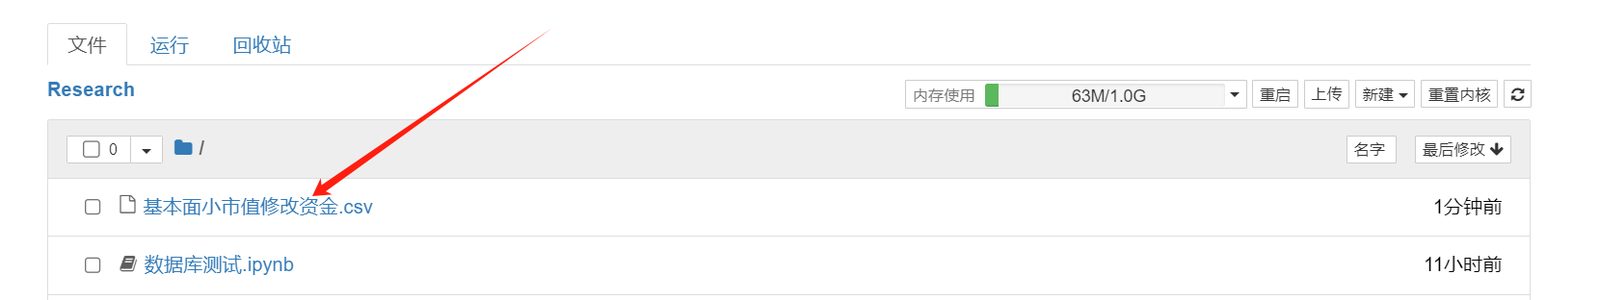 文件 运行 回收站
Research 内存使用 63M/1.0G 重启 上传 新建 重置内核
0 / 名字 最后修改
基本面小市值修改资金.csv 1分钟前
数据库测试.ipynb 11小时前